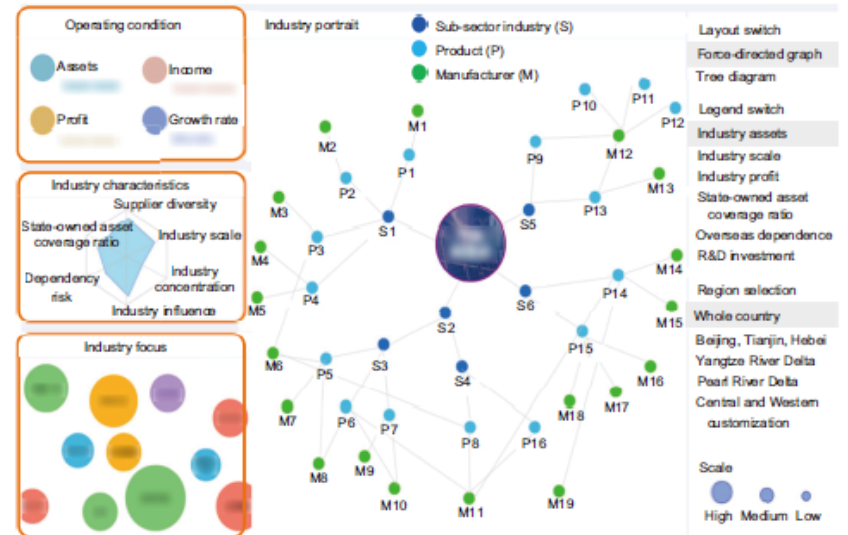 Operating condition
Assets
Income
Profit
Growth rate
Industry characteristics
Supplier diversity
State-owned asset
coverage ratio
Industry scale
Dependency
risk
Industry
concentration
Industry influence
Industry focus
Industry portrait
Sub-sector industry (S)
Product (P)
Manufacturer (M)
M1
M2
P1
P2
M3
S1
P3
M4
P4
M5
P10
P11
P12
P9
M12
M13
P13
S5
M14
S6
P14
M15
S2
P15
M6
P5
S3
S4
M16
M7
P6
P7
M18
M17
P8
P16
M8
M9
M10
M11
M19
Layout switch
Force-directed graph
Tree diagram
Legend switch
Industry assets
Industry scale
Industry profit
State-owned asset
coverage ratio
Overseas dependence
R&D investment
Region selection
Whole country
Beijing, Tianjin, Hebei
Yangtze River Delta
Pearl River Delta
Central and Western
customization
Scale
High Medium Low